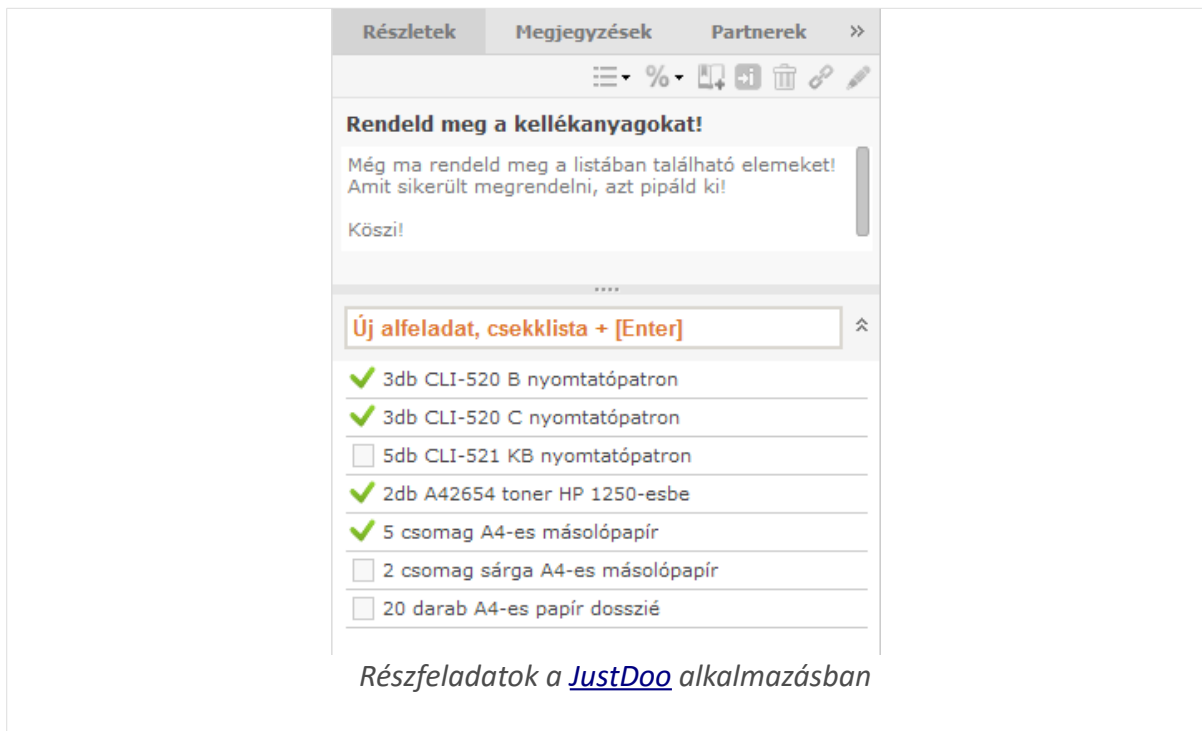 Részletek Megjegyzések Partnerek »
%
Rendeld meg a kellékanyagokat!
Még ma rendeld meg a listában található elemeket!
Amit sikerült megrendelni, azt pipáld ki!
Köszi!
Új alfeladat, csekklista + [Enter]
3db CLI-520 B nyomtatópatron
3db CLI-520 C nyomtatópatron
5db CLI-521 KB nyomtatópatron
2db A42654 toner HP 1250-esbe
5 csomag A4-es másolópapír
2 csomag sárga A4-es másolópapír
20 darab A4-es papír dosszié
Részfeladatok a JustDoo alkalmazásban